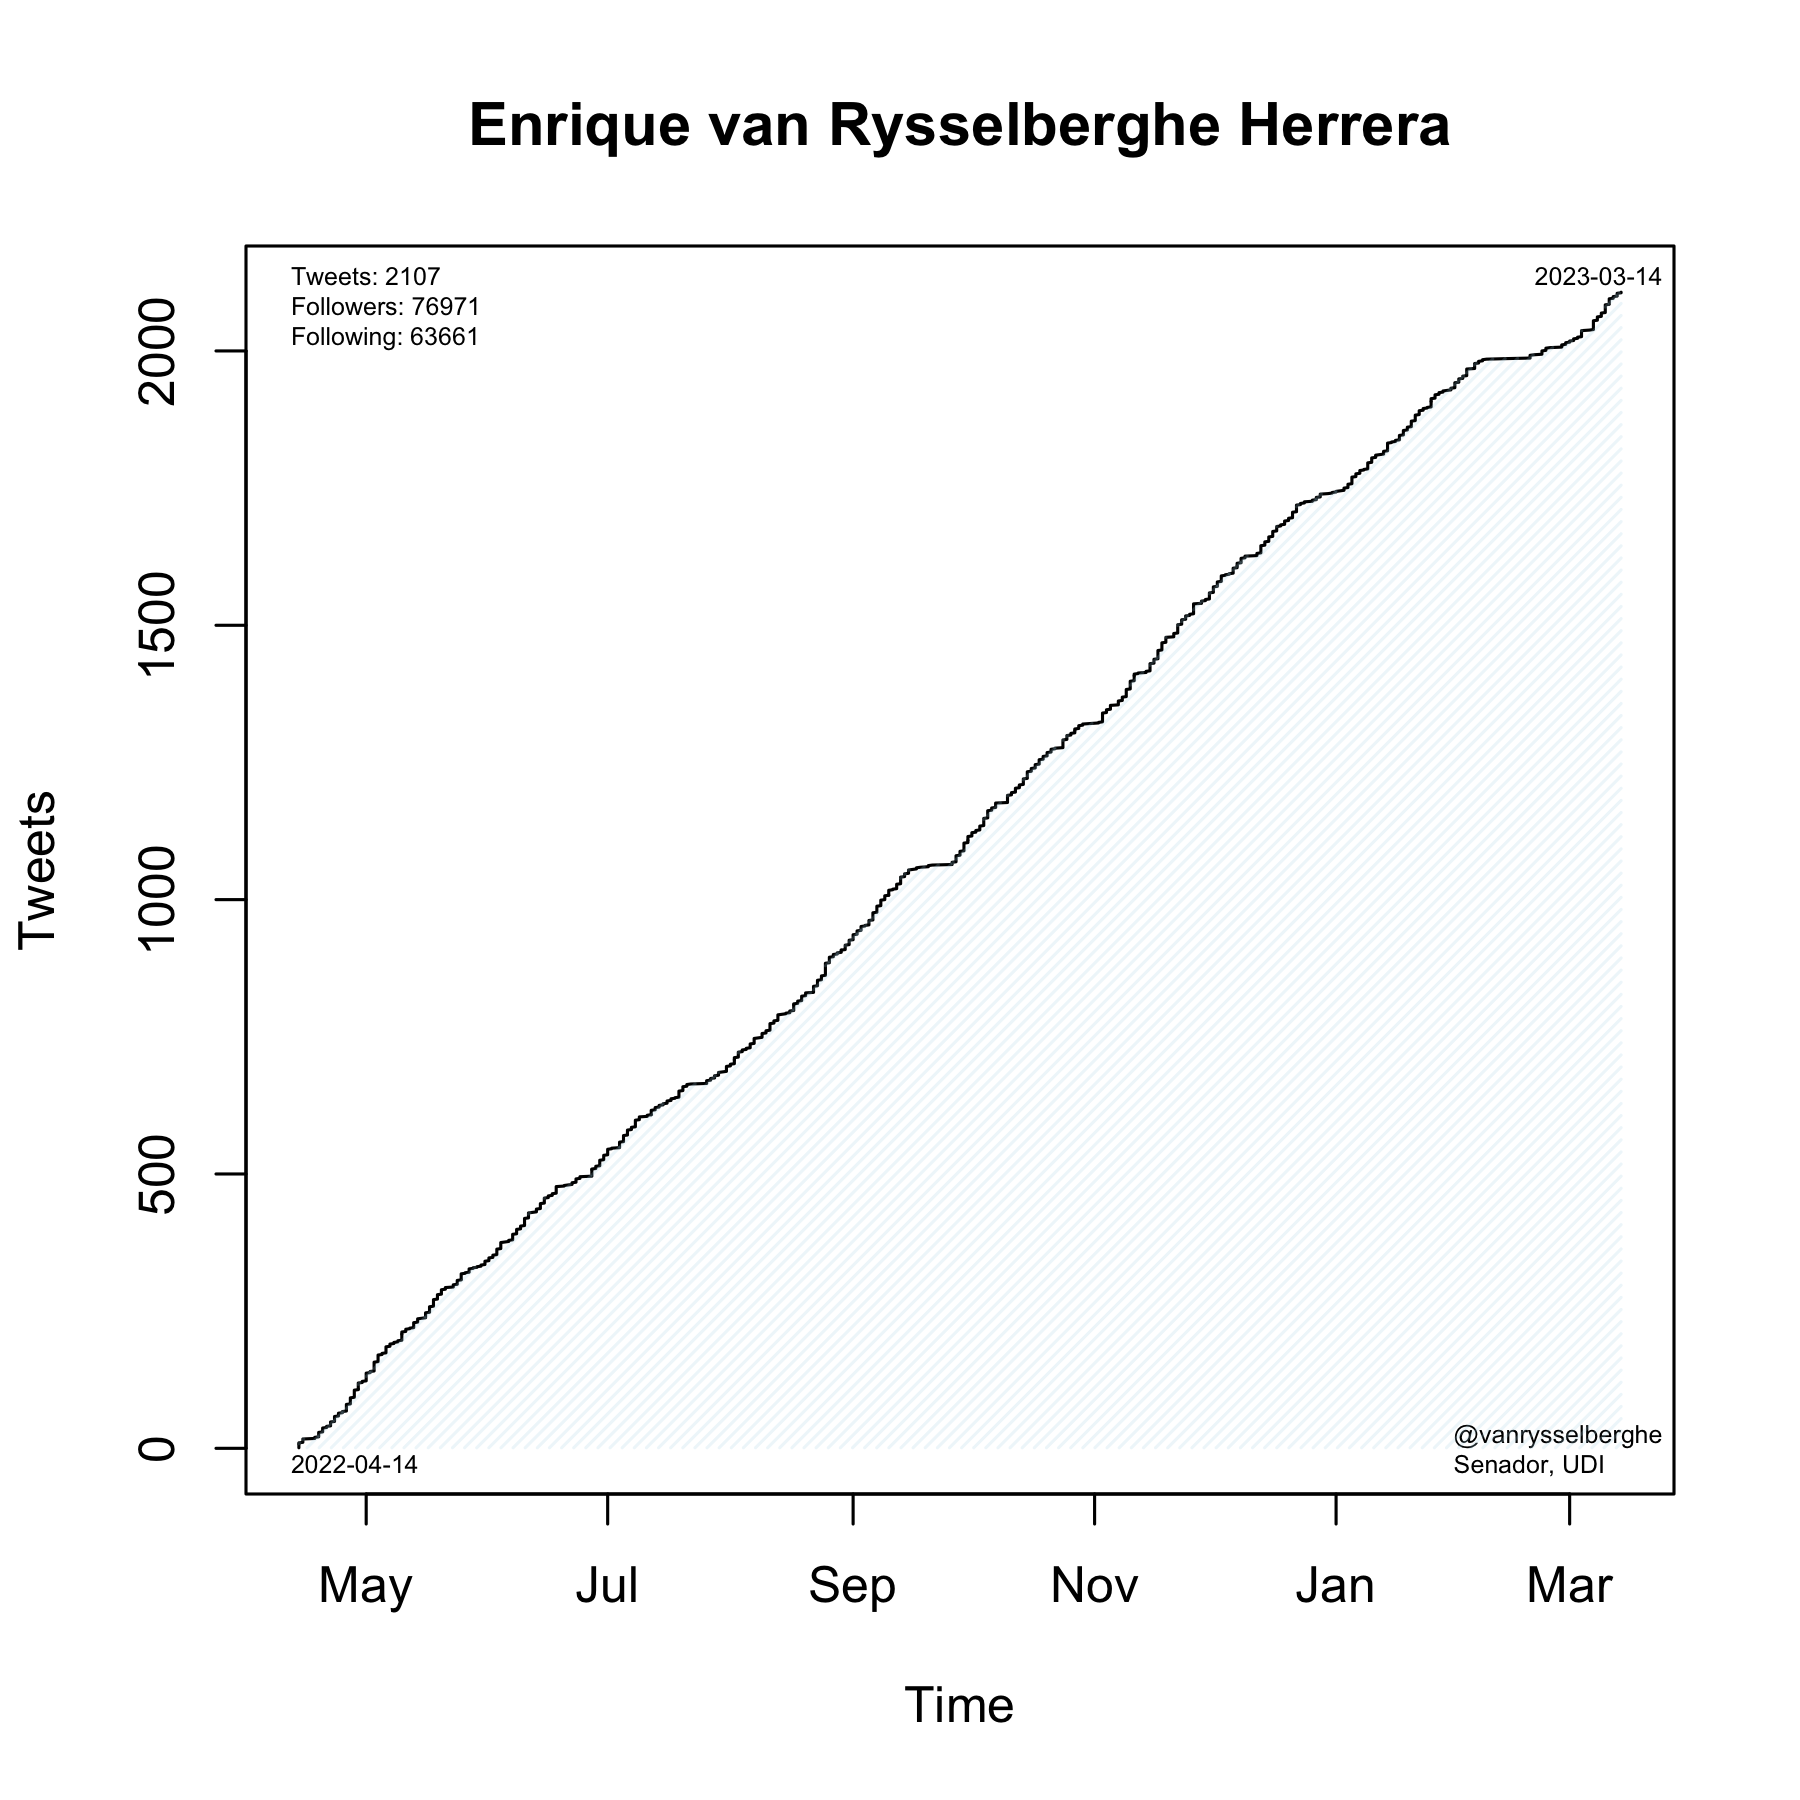 Enrique van Rysselberghe Herrera
Tweets: 2107
Followers: 76971
Following: 63661
2023-03-14
2000
1500
1000
500
0
Tweets
@vanrysselberghe
Senador, UDI
2022-04-14
May Jul Sep Nov Jan Mar
Time